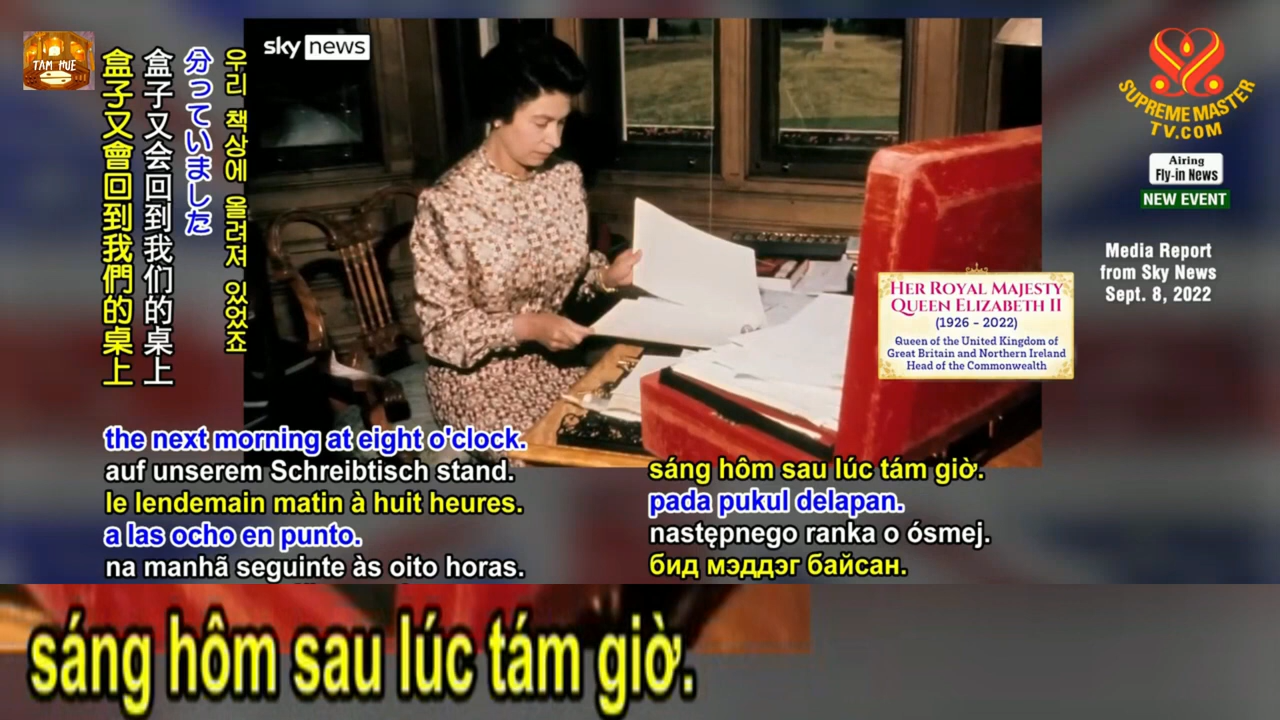 TAM HUE
sky news
盒子又會回到我們的桌上
盒子又会回到我们的桌上
分っていました
우리 책상에 올려져 있었죠
SUPREME MASTER
TV.COM
Airing
Fly-in News
NEW EVENT
Media Report
from Sky News
Sept. 8, 2022
HER ROYAL MAJESTY
QUEEN ELIZABETH II
(1926 - 2022)
Queen of the United Kingdom of
Great Britain and Northern Ireland
Head of the Commonwealth
the next morning at eight o'clock.
auf unserem Schreibtisch stand.
le lendemain matin à huit heures.
a las ocho en punto.
na manhã seguinte às oito horas.
sáng hôm sau lúc tám giờ.
pada pukul delapan.
następnego ranka o ósmej.
бид мэддэг байсан.
sáng hôm sau lúc tám giờ.